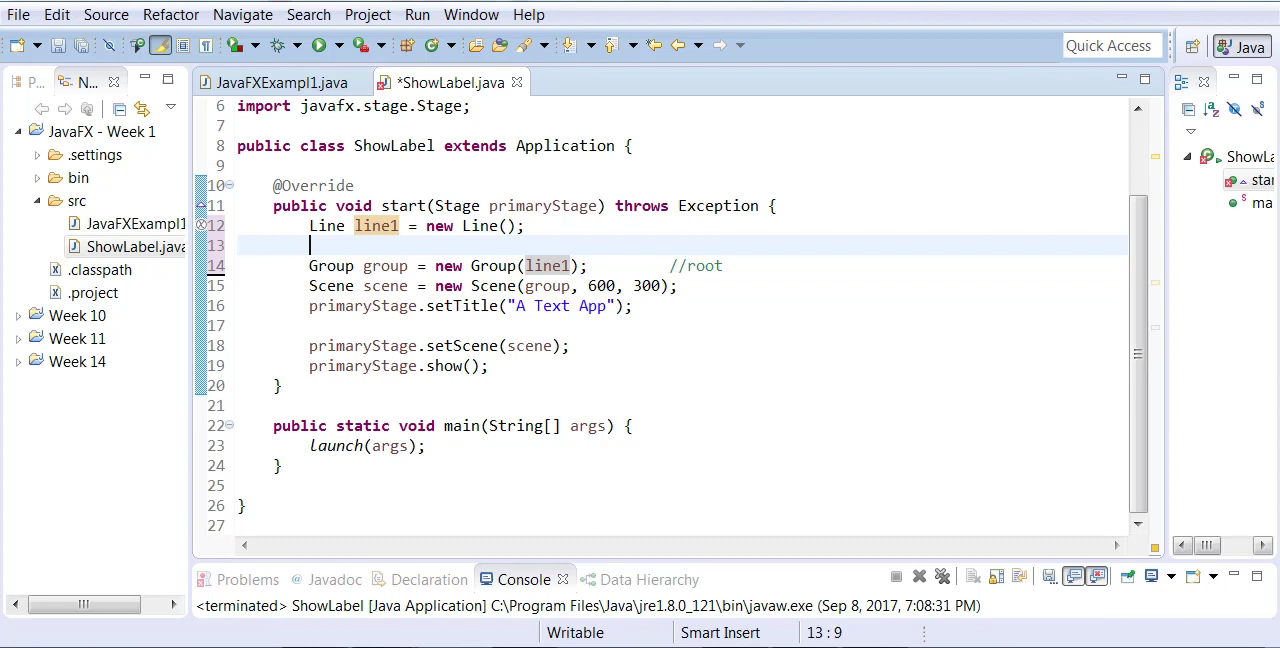 File Edit Source Refactor Navigate Search Project Run Window Help
Quick Access
Java
P...
N...
JavaFXExampl1.java
*ShowLabel.java
JavaFX - Week 1
.settings
bin
src
JavaFXExampl1
ShowLabel.java
.classpath
.project
Week 10
Week 11
Week 14
6 import javafx.stage.Stage;
7
8 public class ShowLabel extends Application {
9
10 @Override
11 public void start(Stage primaryStage) throws Exception {
12 Line line1 = new Line();
13
14 Group group = new Group(line1); //root
15 Scene scene = new Scene(group, 600, 300);
16 primaryStage.setTitle("A Text App");
17
18 primaryStage.setScene(scene);
19 primaryStage.show();
20 }
21
22 public static void main(String[] args) {
23 launch(args);
24 }
25
26 }
27
ShowLa
star
ma
Problems @ Javadoc Declaration Console Data Hierarchy
<terminated> ShowLabel [Java Application] C:\Program Files\Java\jre1.8.0_121\bin\javaw.exe (Sep 8, 2017, 7:08:31 PM)
Writable Smart Insert 13 : 9